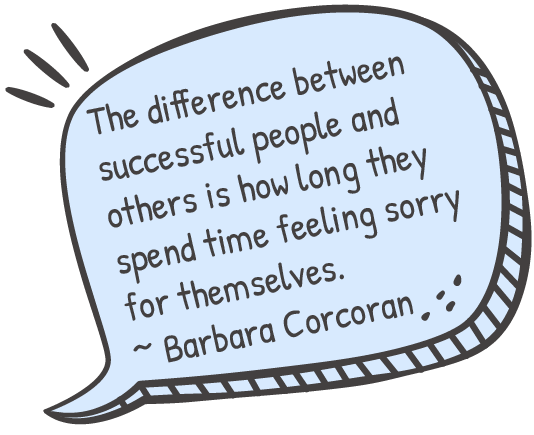 The difference between
successful people and
others is how long they
spend time feeling sorry
for themselves.
~ Barbara Corcoran